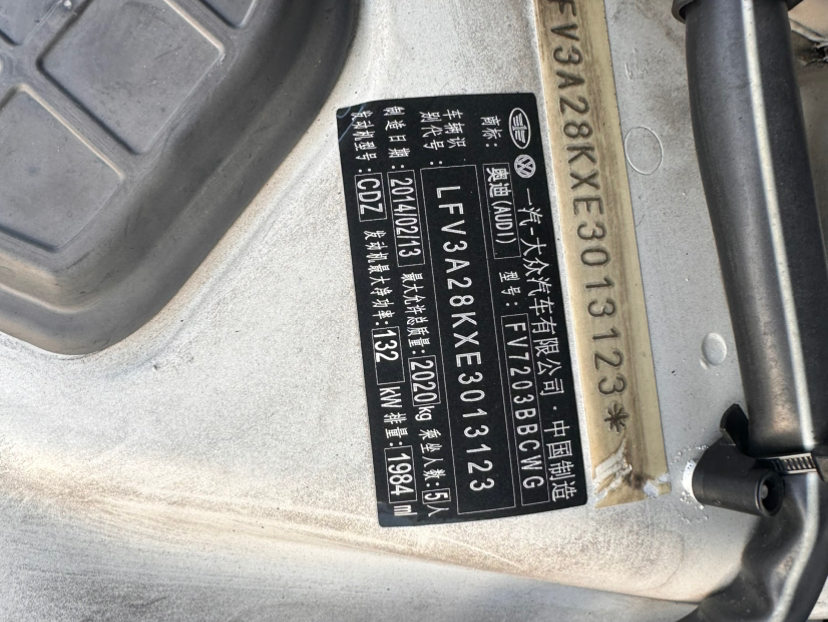 FV3A28KXE3013123*
一汽-大众汽车有限公司·中国制造
商标: 奥迪(AUDI) 型号: FV7203BBCWG
车辆识别代号: LFV3A28KXE3013123
制造日期: 2014/02/13 最大允许总质量: 2020kg 乘坐人数: 5人
发动机型号: CDZ 发动机最大净功率: 132 kW 排量: 1984 ml